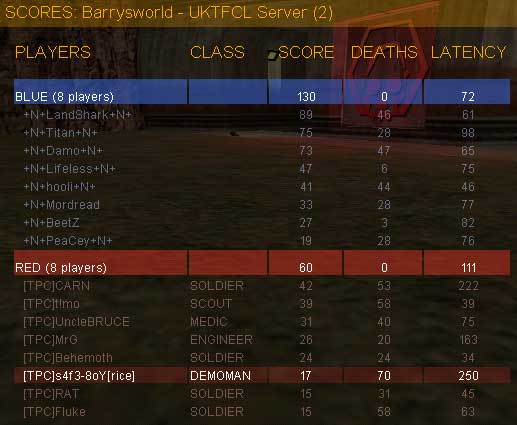 SCORES: Barrysworld - UKTFCL Server (2)
PLAYERS CLASS SCORE DEATHS LATENCY
BLUE (8 players) 130 0 72
+N+LandShark+N+ 89 46 61
+N+Titan+N+ 75 28 98
+N+Damo+N+ 73 47 65
+N+Lifeless+N+ 47 6 75
+N+hooli+N+ 41 44 46
+N+Mordread 33 28 77
+N+BeetZ 27 3 82
+N+PeaCey+N+ 19 28 76
RED (8 players) 60 0 111
[TPC]CARN SOLDIER 42 53 222
[TPC]t!mo SCOUT 39 58 39
[TPC]UncleBRUCE MEDIC 31 40 75
[TPC]MrG ENGINEER 26 20 163
[TPC]Behemoth SOLDIER 24 24 34
[TPC]s4f3-8oY[rice] DEMOMAN 17 70 250
[TPC]RAT SOLDIER 15 31 45
[TPC]Fluke SOLDIER 15 58 63